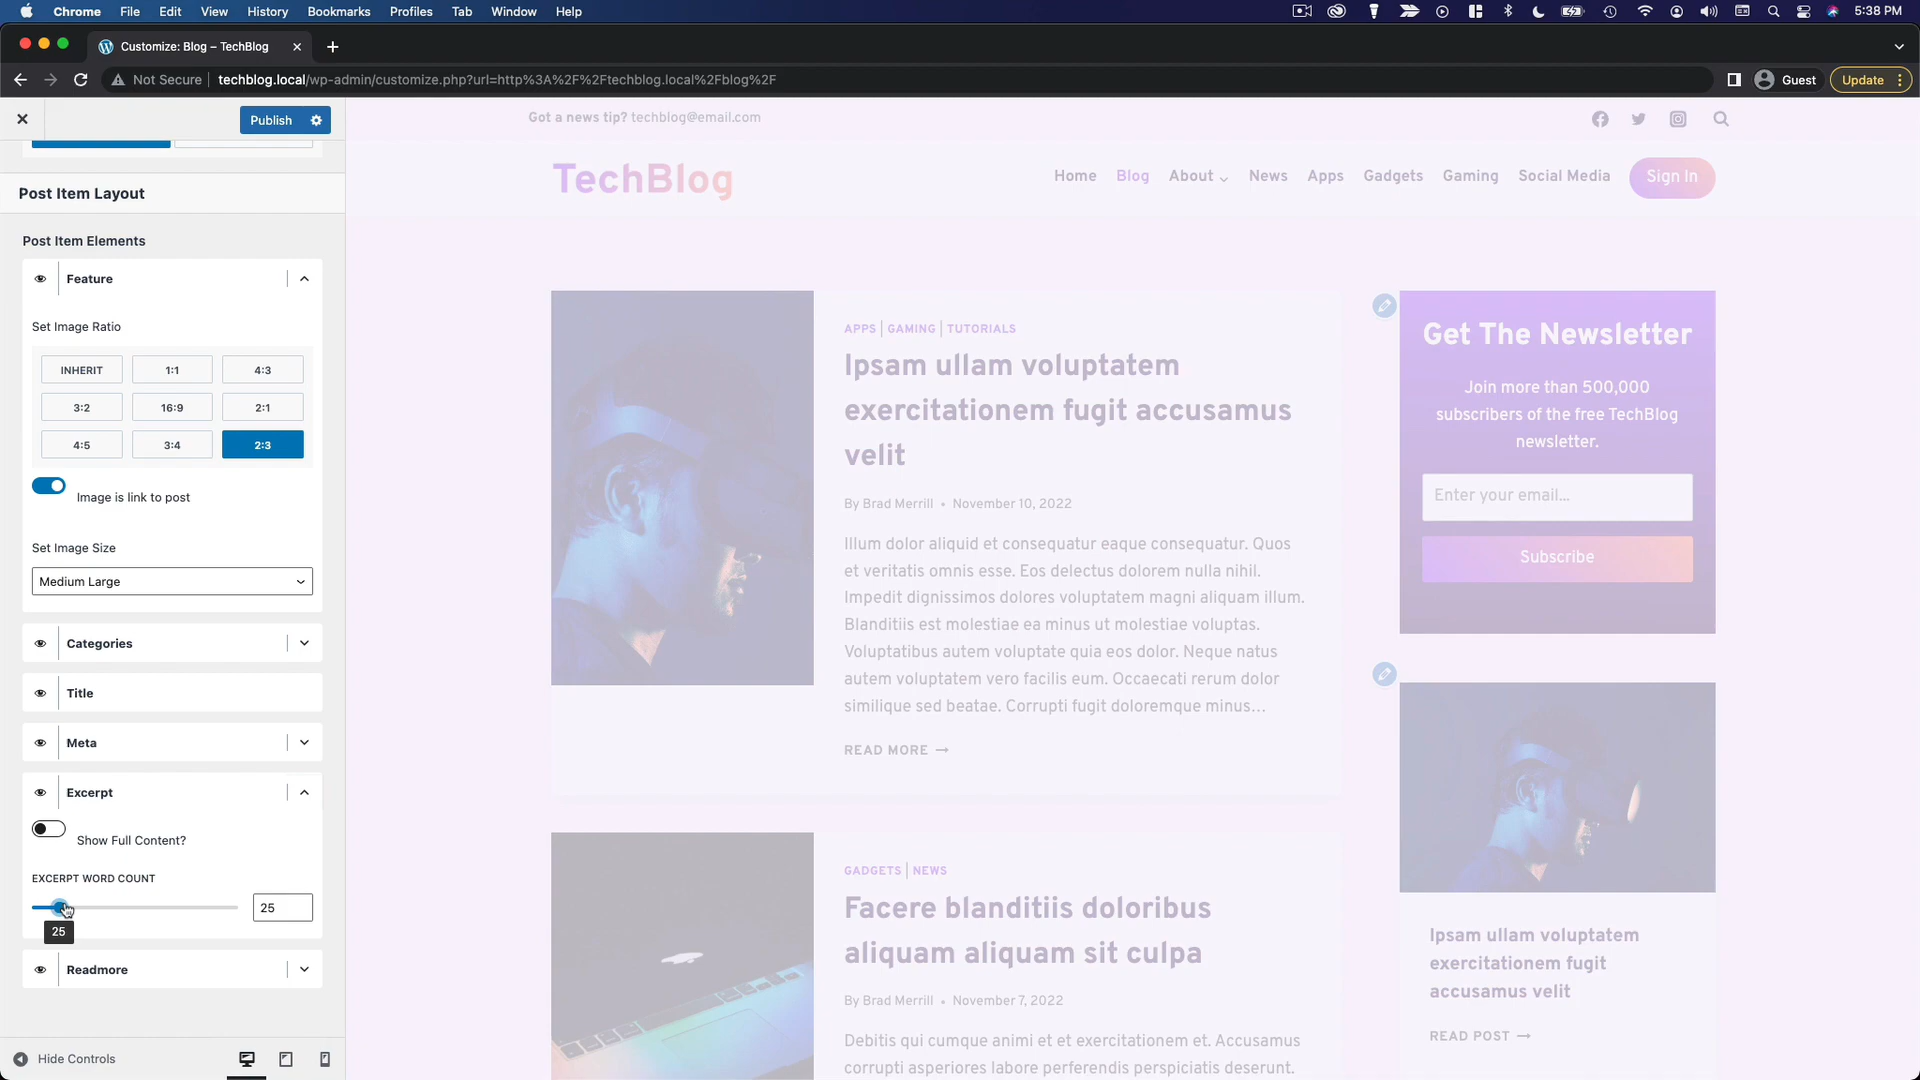 Chrome File Edit View History Bookmarks Profiles Tab Window Help 5:38 PM
Customize: Blog – TechBlog
Not Secure techblog.local/wp-admin/customize.php?url=http%3A%2F%2Ftechblog.local%2Fblog%2F Guest Update
Publish
Post Item Layout
Post Item Elements
Feature
Set Image Ratio
INHERIT 1:1 4:3
3:2 16:9 2:1
4:5 3:4 2:3
Image is link to post
Set Image Size
Medium Large
Categories
Title
Meta
Excerpt
Show Full Content?
EXCERPT WORD COUNT
25
25
Readmore
Hide Controls
Got a news tip? techblog@email.com
TechBlog
Home Blog About News Apps Gadgets Gaming Social Media Sign In
APPS | GAMING | TUTORIALS
Ipsam ullam voluptatem
exercitationem fugit accusamus
velit
By Brad Merrill • November 10, 2022
Illum dolor aliquid et consequatur eaque consequatur. Quos
et veritatis omnis esse. Eos delectus dolorem nulla nihil.
Impedit dignissimos dolores voluptatem magni aliquam illum.
Blanditiis est molestiae ea minus ut molestiae voluptas.
Voluptatibus autem voluptate quia eos dolor. Neque natus
autem voluptatem vero facilis eum. Occaecati rerum dolor
similique sed beatae. Corrupti fugit doloremque minus…
READ MORE →
GADGETS | NEWS
Facere blanditiis doloribus
aliquam aliquam sit culpa
By Brad Merrill • November 7, 2022
Debitis qui cumque animi et et exercitationem et. Accusamus
corrupti asperiores labore perferendis perspiciatis deserunt.
Get The Newsletter
Join more than 500,000
subscribers of the free TechBlog
newsletter.
Enter your email...
Subscribe
Ipsam ullam voluptatem
exercitationem fugit
accusamus velit
READ POST →